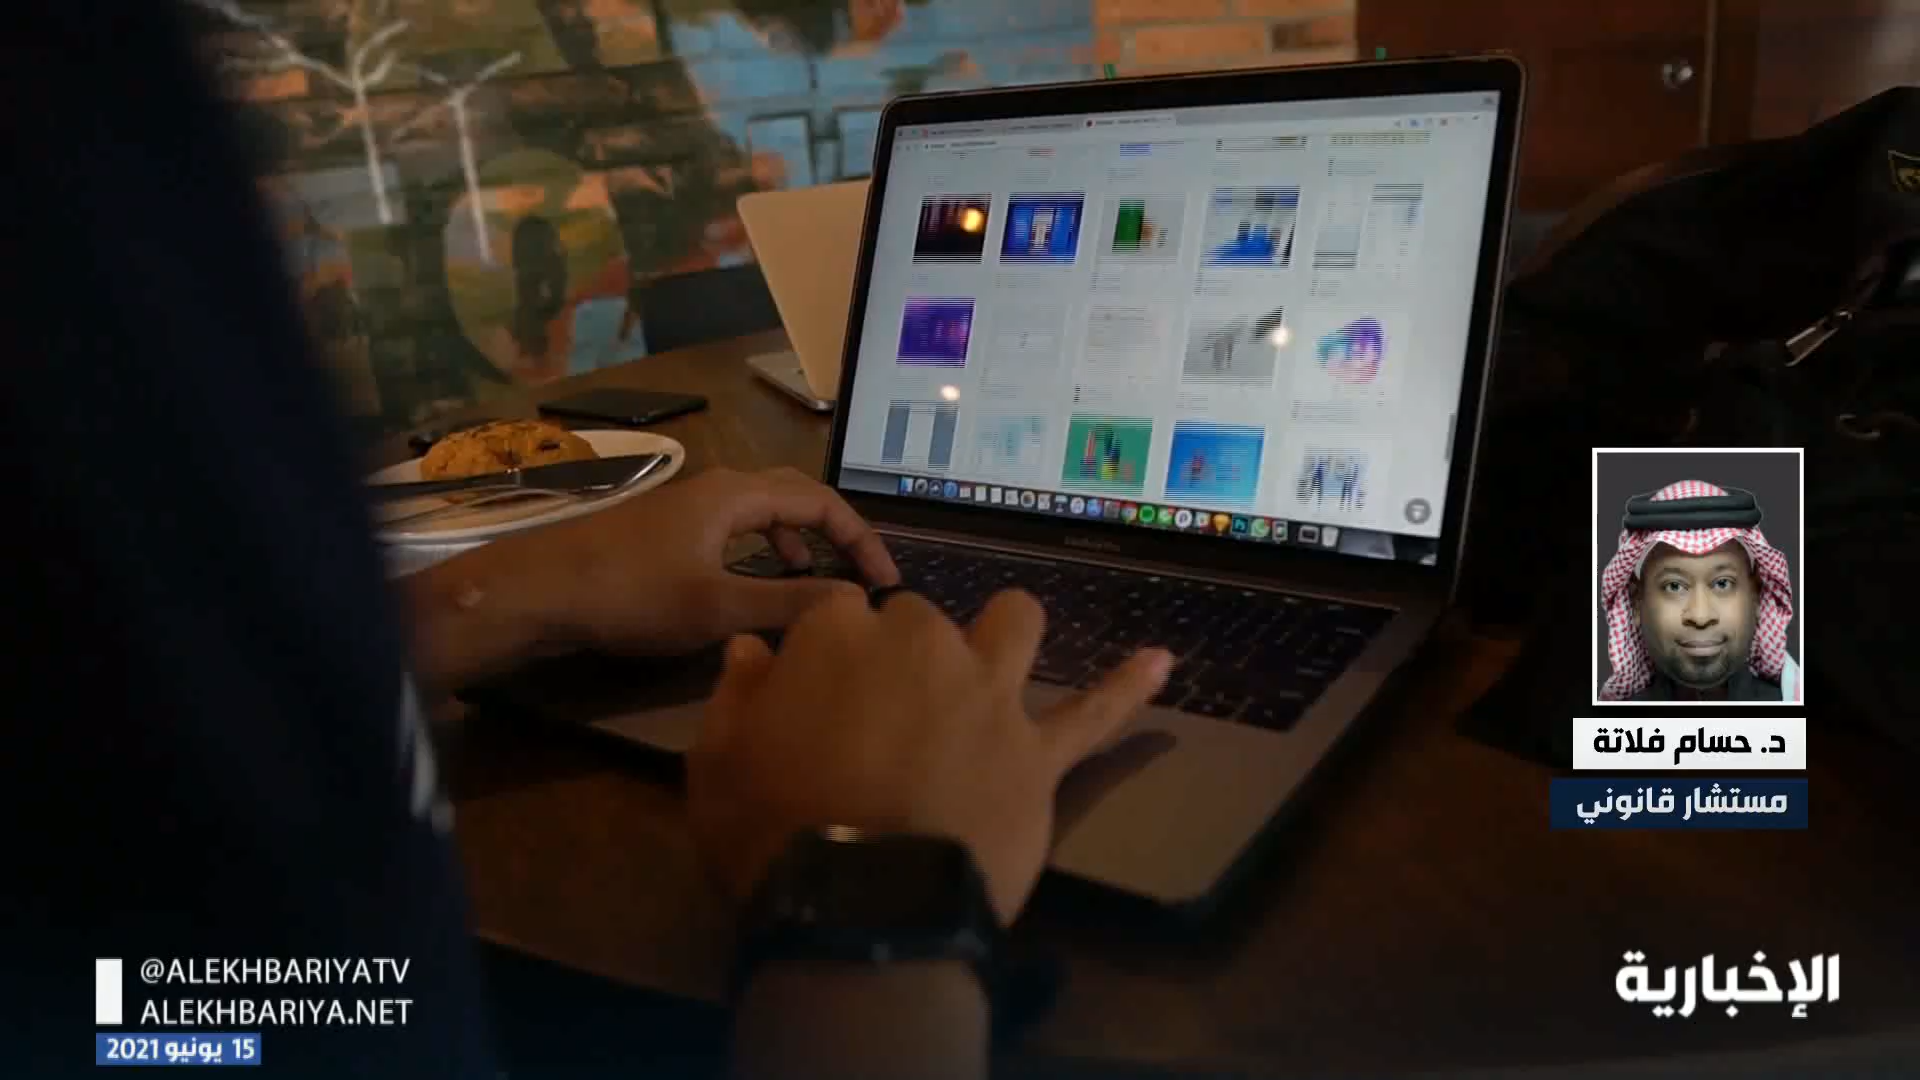 د. حسام فلاتة
مستشار قانوني
الإخبارية
@ALEKHBARIYATV
ALEKHBARIYA.NET
15 يونيو 2021